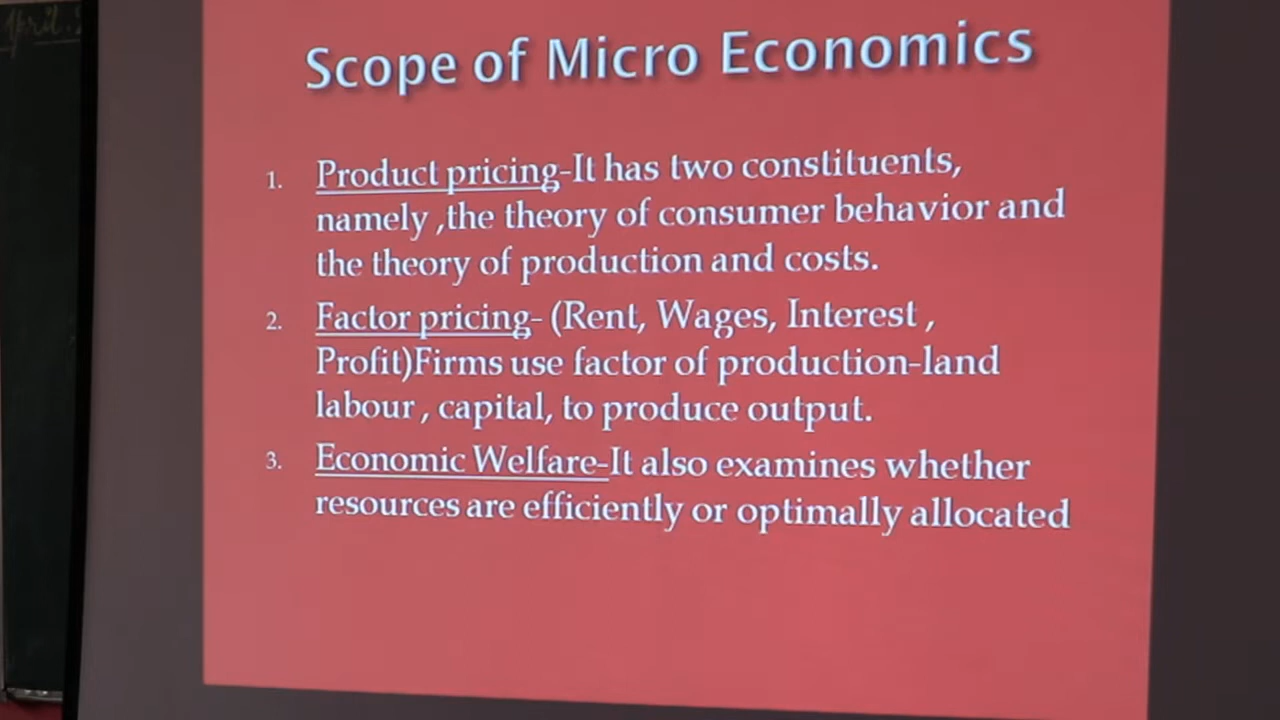 April
Scope of Micro Economics
1. Product pricing-It has two constituents,
namely ,the theory of consumer behavior and
the theory of production and costs.
2. Factor pricing- (Rent, Wages, Interest ,
Profit)Firms use factor of production-land
labour , capital, to produce output.
3. Economic Welfare-It also examines whether
resources are efficiently or optimally allocated